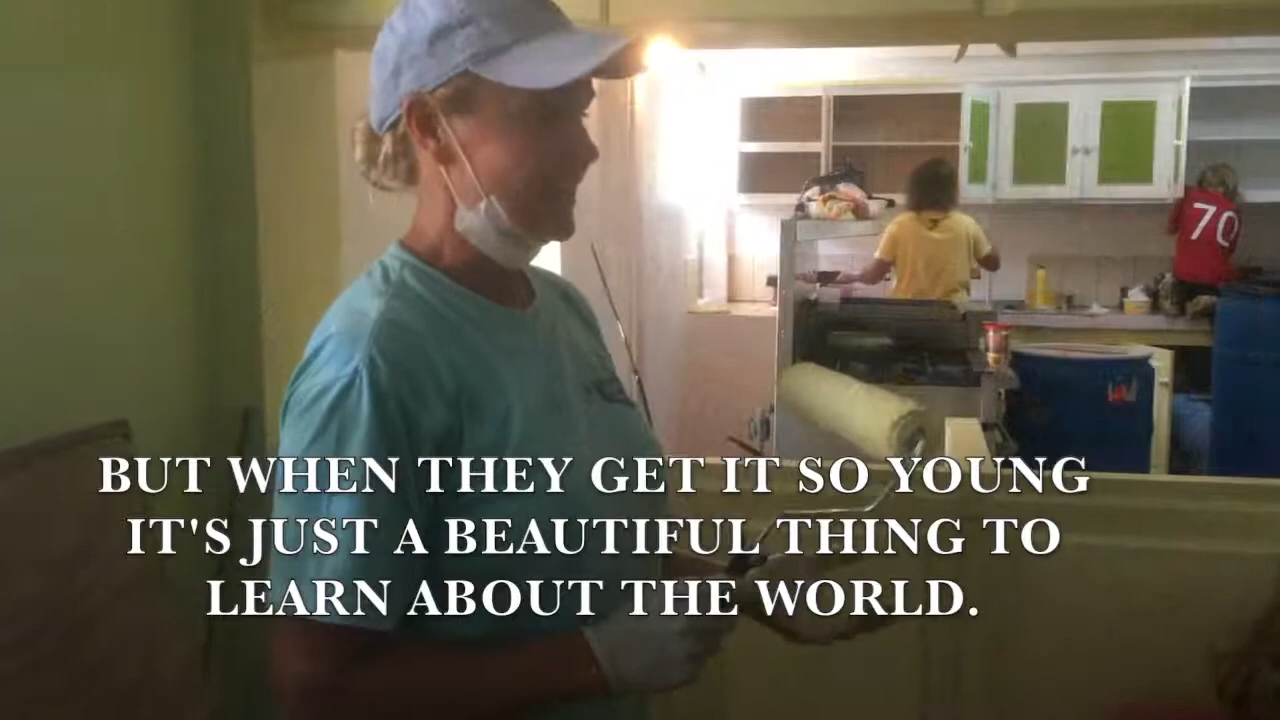 70
BUT WHEN THEY GET IT SO YOUNG
IT'S JUST A BEAUTIFUL THING TO
LEARN ABOUT THE WORLD.